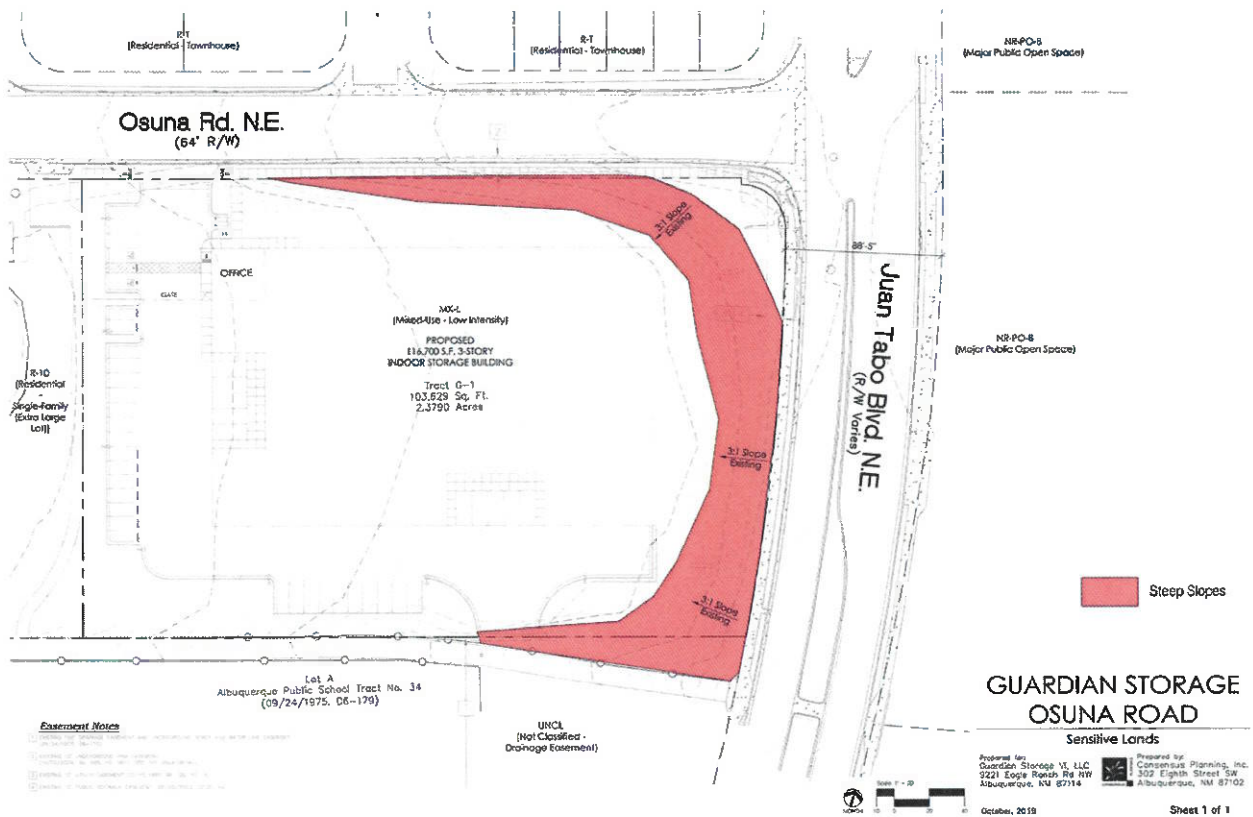 R-T
(Residential - Townhouse)
R-T
(Residential - Townhouse)
NR-PO-B
(Major Public Open Space)
Osuna Rd. N.E.
(64' R/W)
2
3:1 Slope
Existing
88'-5"
OFFICE
GATE
Juan Tabo Blvd. N.E.
(R/W Varies)
MX-L
(Mixed-Use - Low Intensity)
PROPOSED
116,700 S.F. 3-STORY
INDOOR STORAGE BUILDING
Tract G-1
103,629 Sq. Ft.
2.3790 Acres
NR-PO-B
(Major Public Open Space)
R-1D
(Residential
-
Single-Family
(Extra Large
Lot))
3:1 Slope
Existing
3:1 Slope
Existing
Steep Slopes
Lot A
Albuquerque Public School Tract No. 34
(09/24/1975, D6-179)
UNCL
(Not Classified -
Drainage Easement)
Easement Notes
GUARDIAN STORAGE
OSUNA ROAD
Sensitive Lands
Prepared for:
Guardian Storage VI, LLC
9221 Eagle Ranch Rd NW
Albuquerque, NM 87114
Prepared by:
Consensus Planning, Inc.
302 Eighth Street SW
Albuquerque, NM 87102
NORTH
Scale 1" = 20'
October, 2019
Sheet 1 of 1